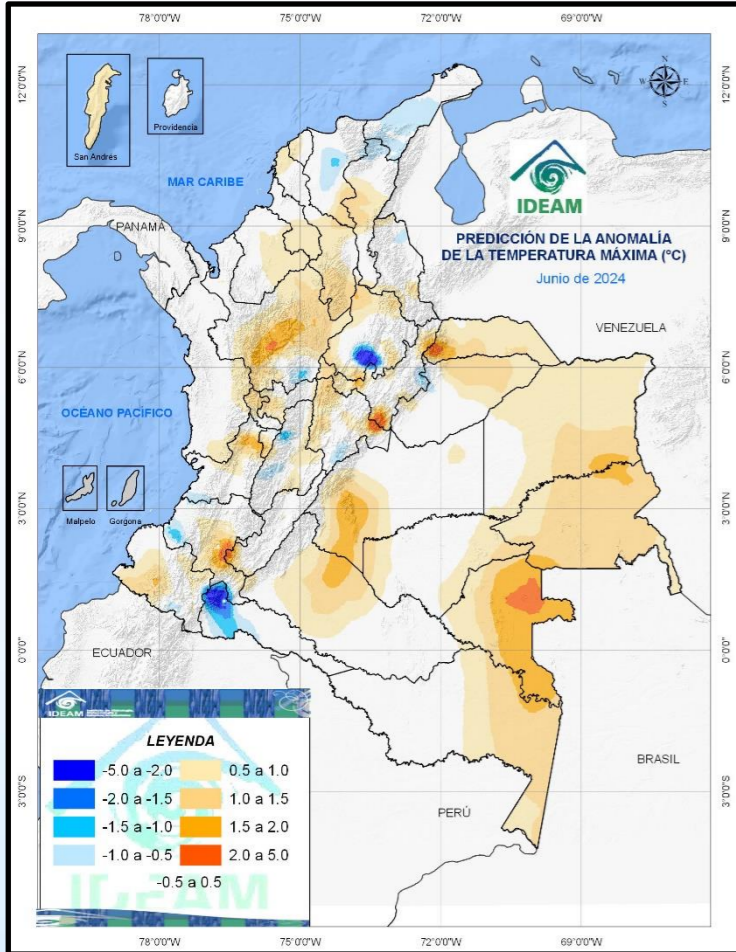 78°0'0"W
75°0'0"W
72°0'0"W
69°0'0"W
12°0'0"N
12°0'0"N
N
W
E
S
San Andres
Providencia
MAR CARIBE
IDEAM
9°0'0"N
9°0'0"N
PANAMA
D
PREDICCIÓN DE LA ANOMALÍA
DE LA TEMPERATURA MÁXIMA (°C)
Junio de 2024
VENEZUELA
6°0'0"N
6°0'0"N
OCÉANO PACÍFICO
Malpelo
Gorgona
3°0'0"N
3°0'0"N
0°0'0"
0°0'0"
ECUADOR
IDEAM
LEYENDA
-5.0 a -2.0
0.5 a 1.0
-2.0 a -1.5
1.0 a 1.5
-1.5 a -1.0
1.5 a 2.0
-1.0 a -0.5
2.0 a 5.0
-0.5 a 0.5
IDEAM
BRASIL
PERÚ
3°0'0"S
3°0'0"S
78°0'0"W
75°0'0"W
72°0'0"W
69°0'0"W